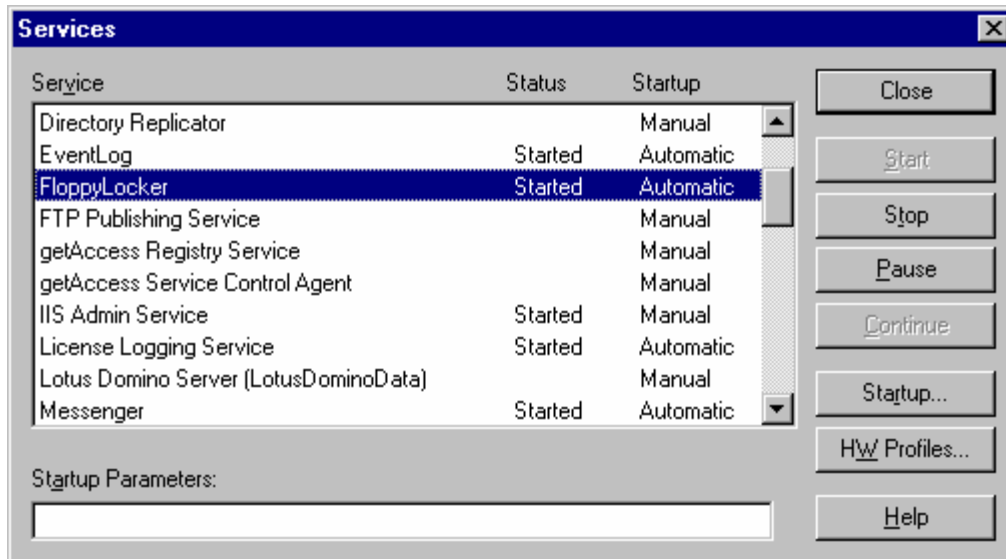 Services
Service Status Startup
Directory Replicator Manual
EventLog Started Automatic
FloppyLocker Started Automatic
FTP Publishing Service Manual
getAccess Registry Service Manual
getAccess Service Control Agent Manual
IIS Admin Service Started Manual
License Logging Service Started Automatic
Lotus Domino Server (LotusDominoData) Manual
Messenger Started Automatic
Startup Parameters:
Close
Start
Stop
Pause
Continue
Startup...
HW Profiles...
Help